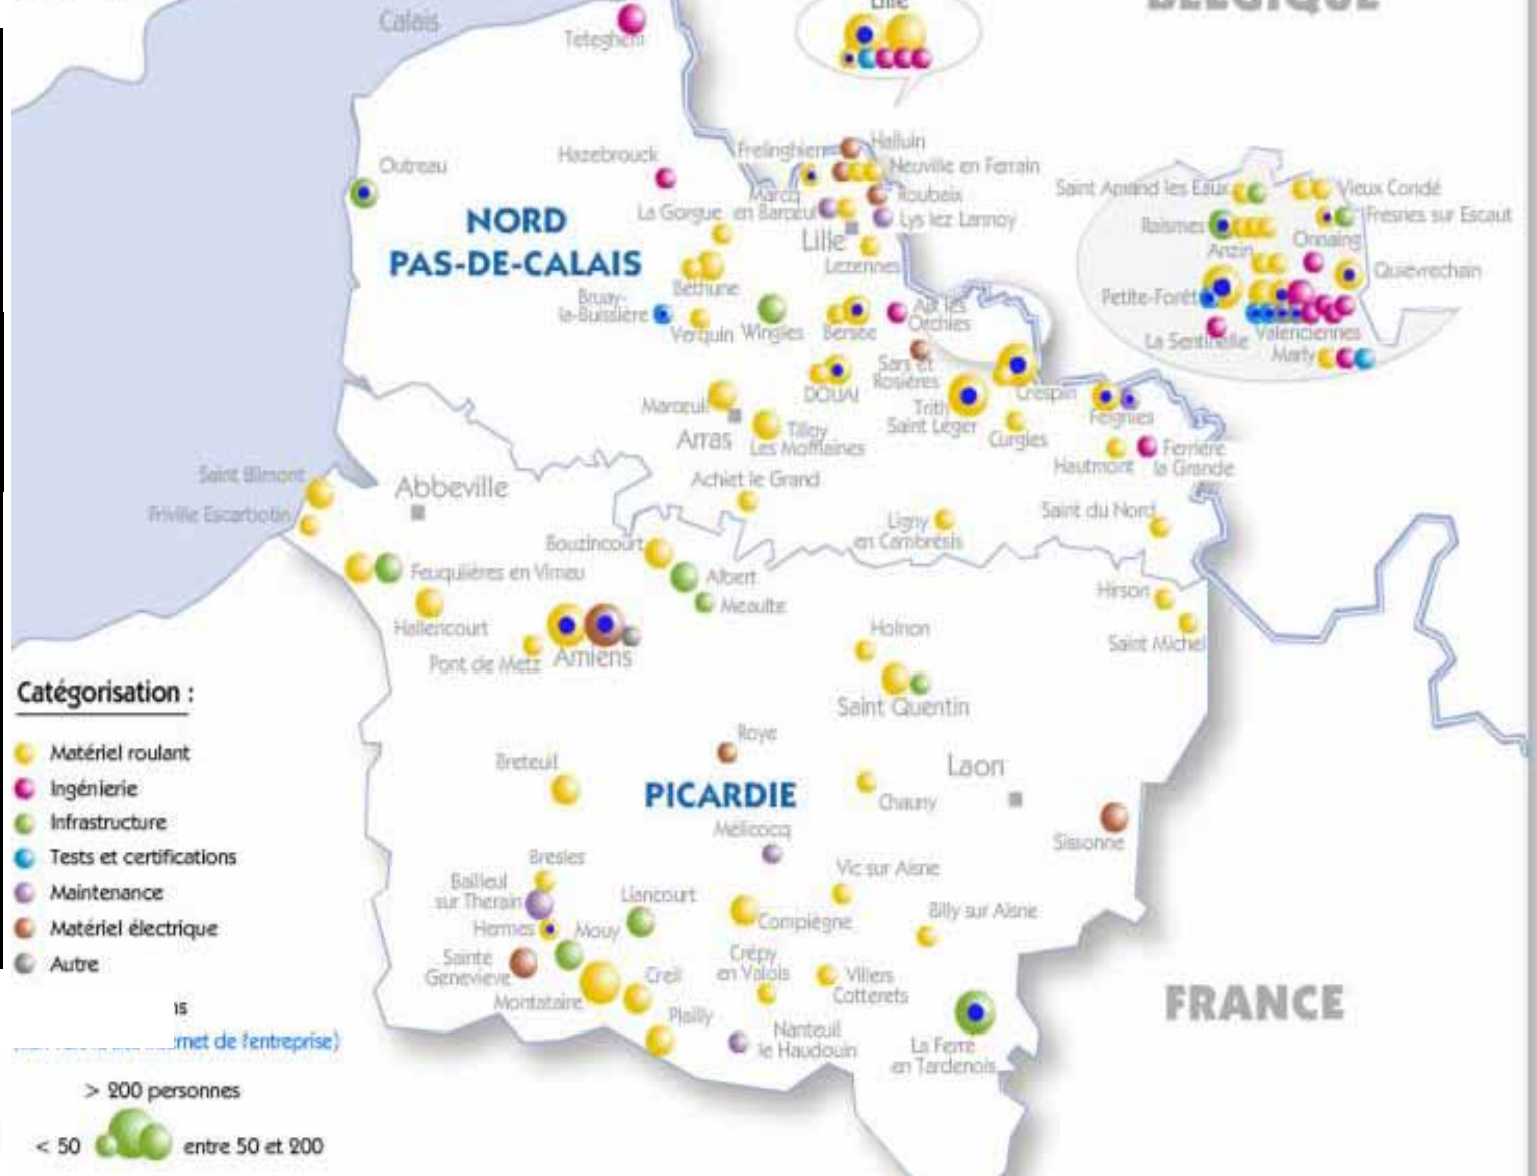 Lille
BELGIQUE
Calais
Teteghem
Outreau
Hazebrouck
Frelinghien
Halluin
Neuville en Ferrain
Marcq
en Barœul
Roubaix
Lys lez Lannoy
La Gorgue
Lille
Lezennes
NORD
PAS-DE-CALAIS
Béthune
Bruay-
la-Buissière
Verquin
Wingles
Bersée
Aix les
Orchies
Sars et
Rosières
DOUAI
Trith
Saint Léger
Crespin
Curgies
Feignies
Hautmont
Ferrière
la Grande
Marœuil
Arras
Tilloy
Les Mofflaines
Achiet le Grand
Ligny
en Cambrésis
Saint du Nord
Saint Amand les Eaux
Vieux Condé
Raismes
Fresnes sur Escaut
Anzin
Onnaing
Quiévrechain
Petite-Forêt
La Sentinelle
Valenciennes
Marly
Saint Blimont
Friville Escarbotin
Abbeville
Feuquières en Vimeu
Hallencourt
Pont de Metz
Amiens
Bouzincourt
Albert
Meaulte
Hirson
Saint Michel
Holnon
Saint Quentin
Roye
Breteuil
PICARDIE
Laon
Chauny
Sissonne
Mélicocq
Bresles
Bailleul
sur Therain
Hermes
Mouy
Liancourt
Sainte
Geneviève
Montataire
Creil
Plailly
Compiègne
Vic sur Aisne
Billy sur Aisne
Crépy
en Valois
Villers
Cotterets
Nanteuil
le Haudouin
La Ferre
en Tardenois
FRANCE
Catégorisation :
Matériel roulant
Ingénierie
Infrastructure
Tests et certifications
Maintenance
Matériel électrique
Autre
ns
rnet de l'entreprise)
> 200 personnes
< 50
entre 50 et 200